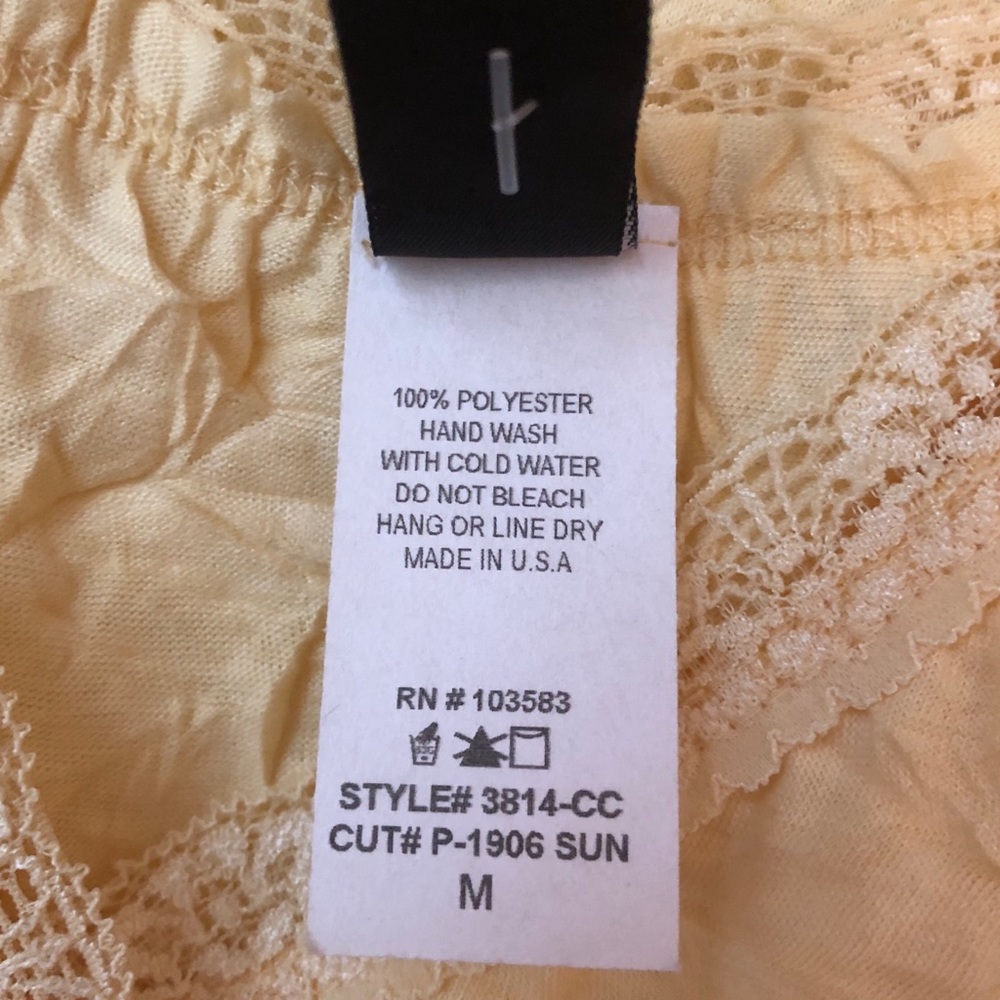 100% POLYESTER
HAND WASH
WITH COLD WATER
DO NOT BLEACH
HANG OR LINE DRY
MADE IN U.S.A
RN # 103583
STYLE# 3814-CC
CUT# P-1906 SUN
M